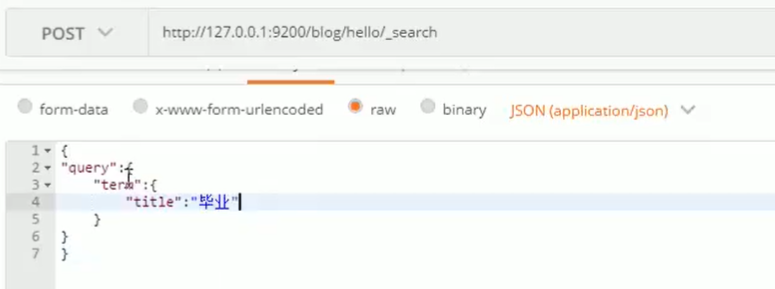 POST http://127.0.0.1:9200/blog/hello/_search
form-data x-www-form-urlencoded raw binary JSON (application/json)
1 {
2 "query":{
3 "term":{
4 "title":"毕业"
5 }
6 }
7 }